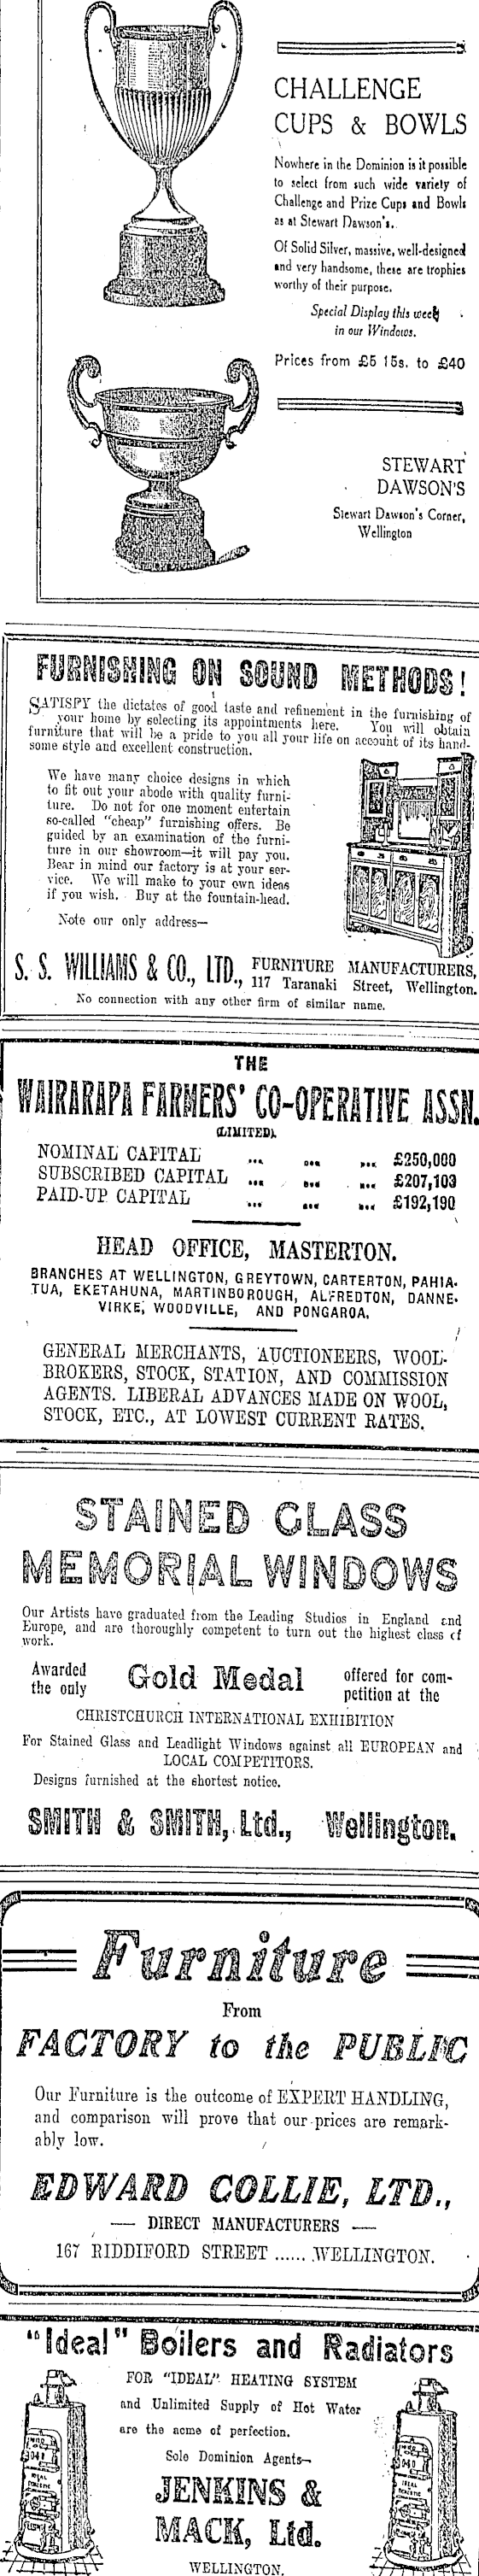 CHALLENGE
CUPS & BOWLS
Nowhere in the Dominion is it possible
to select from such wide variety of
Challenge and Prize Cups and Bowls
as at Stewart Dawson's.
Of Solid Silver, massive, well-designed
and very handsome, these are trophies
worthy of their purpose.
Special Display this week
in our Windows.
Prices from £5 15s. to £40
STEWART
DAWSON'S
Stewart Dawson's Corner,
Wellington
FURNISHING ON SOUND METHODS!
SATISFY the dictates of good taste and refinement in the furnishing of
your home by selecting its appointments here. You will obtain
furniture that will be a pride to you all your life on account of its hand-
some style and excellent construction.
We have many choice designs in which
to fit out your abode with quality furni-
ture. Do not for one moment entertain
so-called "cheap" furnishing offers. Be
guided by an examination of the furni-
ture in our showroom—it will pay you.
Bear in mind our factory is at your ser-
vice. We will make to your own ideas
if you wish. Buy at the fountain-head.
Note our only address—
S. S. WILLIAMS & CO., LTD., FURNITURE MANUFACTURERS,
117 Taranaki Street, Wellington.
No connection with any other firm of similar name.
THE
WAIRARAPA FARMERS' CO-OPERATIVE ASSN.
(LIMITED).
NOMINAL CAPITAL ... ... ... £250,000
SUBSCRIBED CAPITAL ... ... ... £207,103
PAID-UP CAPITAL ... ... ... £192,190
HEAD OFFICE, MASTERTON.
BRANCHES AT WELLINGTON, GREYTOWN, CARTERTON, PAHIA-
TUA, EKETAHUNA, MARTINBOROUGH, ALFREDTON, DANNE-
VIRKE, WOODVILLE, AND PONGAROA.
GENERAL MERCHANTS, AUCTIONEERS, WOOL-
BROKERS, STOCK, STATION, AND COMMISSION
AGENTS. LIBERAL ADVANCES MADE ON WOOL,
STOCK, ETC., AT LOWEST CURRENT RATES.
STAINED GLASS
MEMORIAL WINDOWS
Our Artists have graduated from the Leading Studios in England and
Europe, and are thoroughly competent to turn out the highest class of
work.
Awarded
the only Gold Medal offered for com-
petition at the
CHRISTCHURCH INTERNATIONAL EXHIBITION
For Stained Glass and Leadlight Windows against all EUROPEAN and
LOCAL COMPETITORS.
Designs furnished at the shortest notice.
SMITH & SMITH, Ltd., Wellington.
Furniture
From
FACTORY to the PUBLIC
Our Furniture is the outcome of EXPERT HANDLING,
and comparison will prove that our prices are remark-
ably low.
EDWARD COLLIE, LTD.,
— DIRECT MANUFACTURERS —
167 RIDDIFORD STREET ...... WELLINGTON.
"Ideal" Boilers and Radiators
FOR "IDEAL" HEATING SYSTEM
and Unlimited Supply of Hot Water
are the acme of perfection.
Sole Dominion Agents—
JENKINS &
MACK, Ltd.
WELLINGTON.